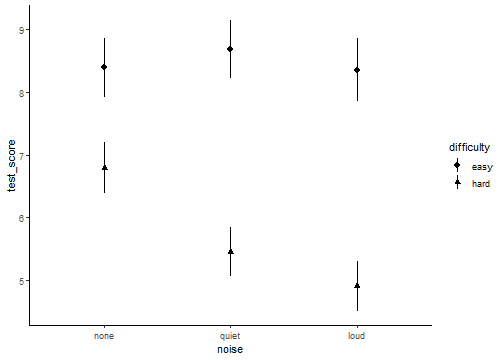 9
8
7
6
5
test_score
none quiet loud
noise
difficulty
easy
hard